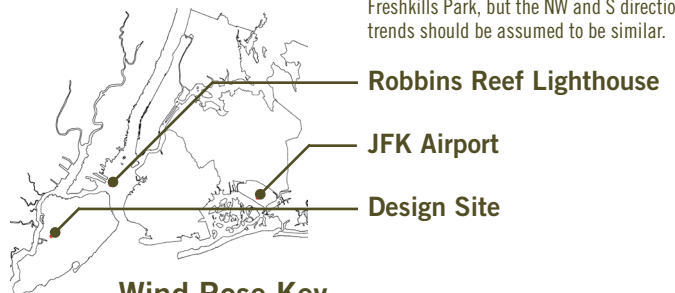 Freshkills Park, but the NW and S directio
trends should be assumed to be similar.
Robbins Reef Lighthouse
JFK Airport
Design Site
Wind Rose Key